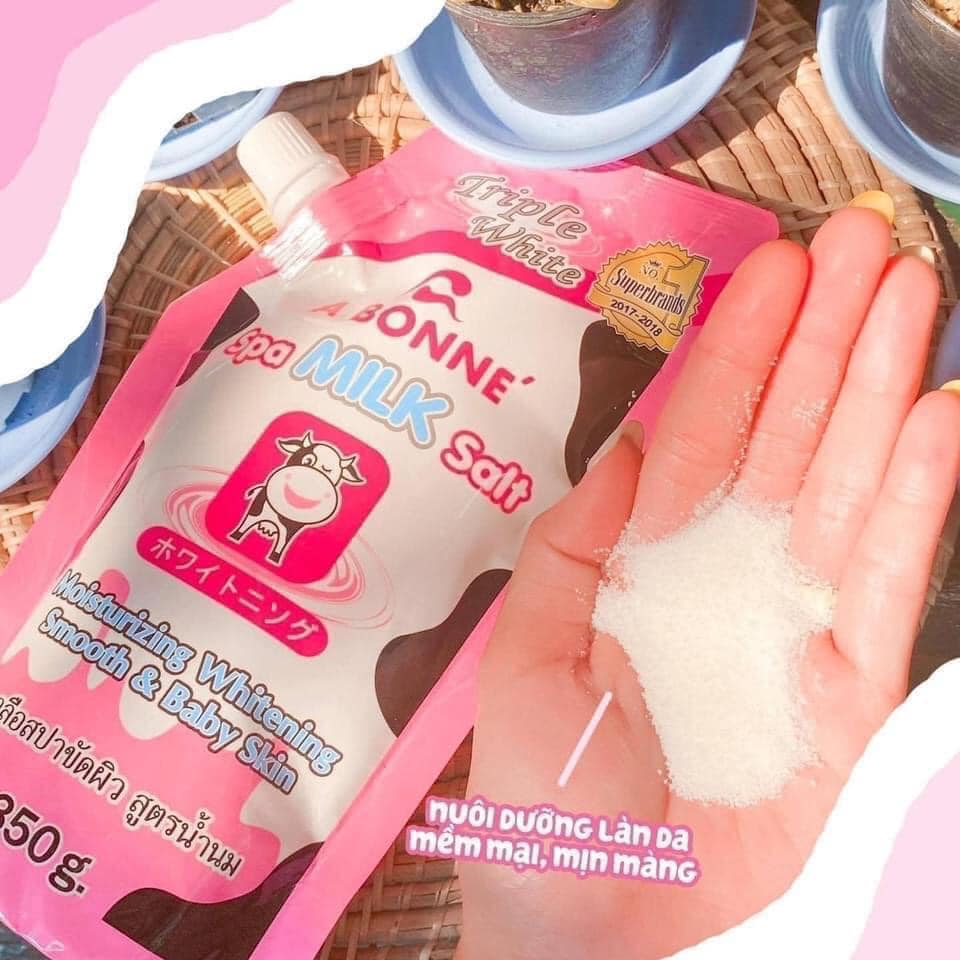 Triple
White
NO. 1
Superbrands
2017-2018
A BONNE´
Spa MILK Salt
ホワイトニング
Moisturizing Whitening
Smooth & Baby Skin
เกลือสปาขัดผิว สูตรน้ำนม
350 g.
NUÔI DƯỠNG LÀN DA
MỀM MẠI, MỊN MÀNG